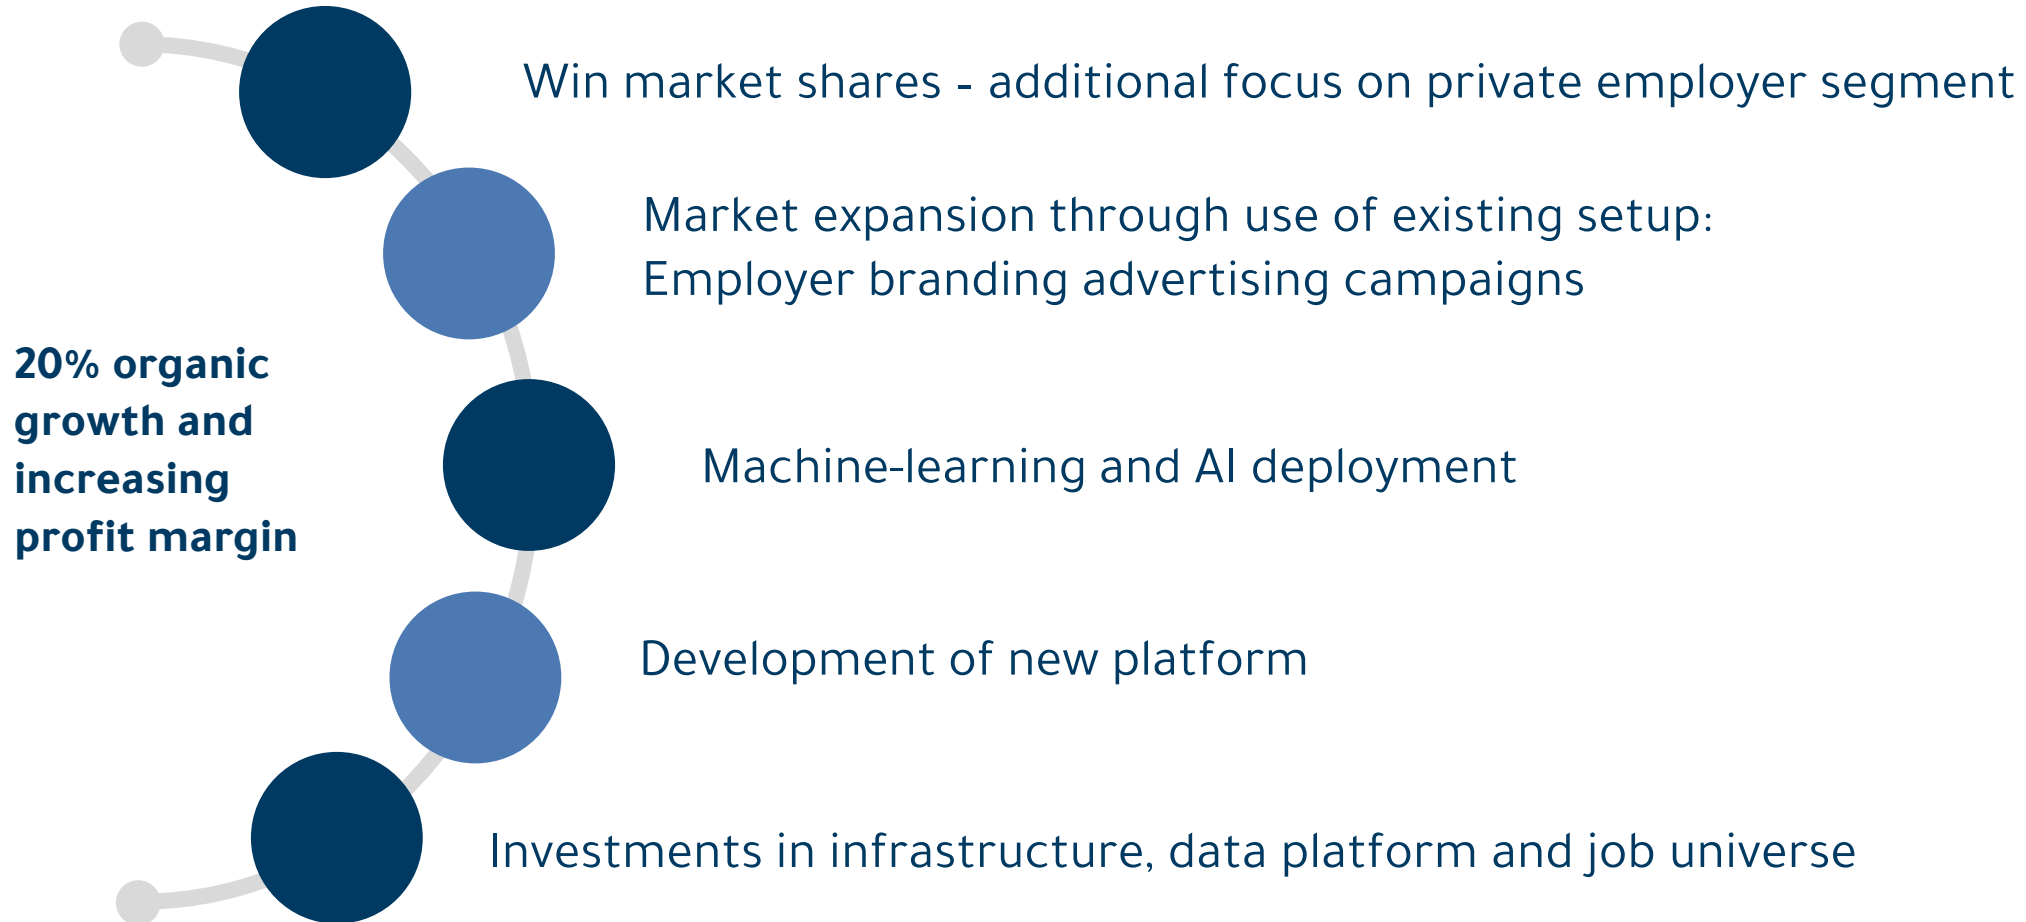 Win market shares – additional focus on private employer segment
Market expansion through use of existing setup:
Employer branding advertising campaigns
20% organic
growth and
increasing
profit margin
Machine-learning and AI deployment
Development of new platform
Investments in infrastructure, data platform and job universe